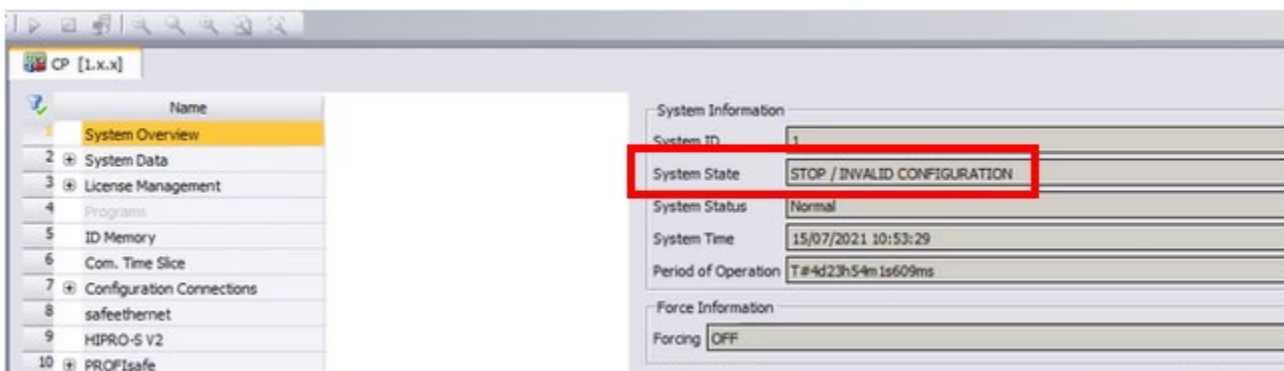 CP [1.x.x]
Name
1 System Overview
2 System Data
3 License Management
4 Programs
5 ID Memory
6 Com. Time Slice
7 Configuration Connections
8 safeethernet
9 HIPRO-S V2
10 PROFIsafe
System Information
System ID 1
System State STOP / INVALID CONFIGURATION
System Status Normal
System Time 15/07/2021 10:53:29
Period of Operation T#4d23h54m1s609ms
Force Information
Forcing OFF